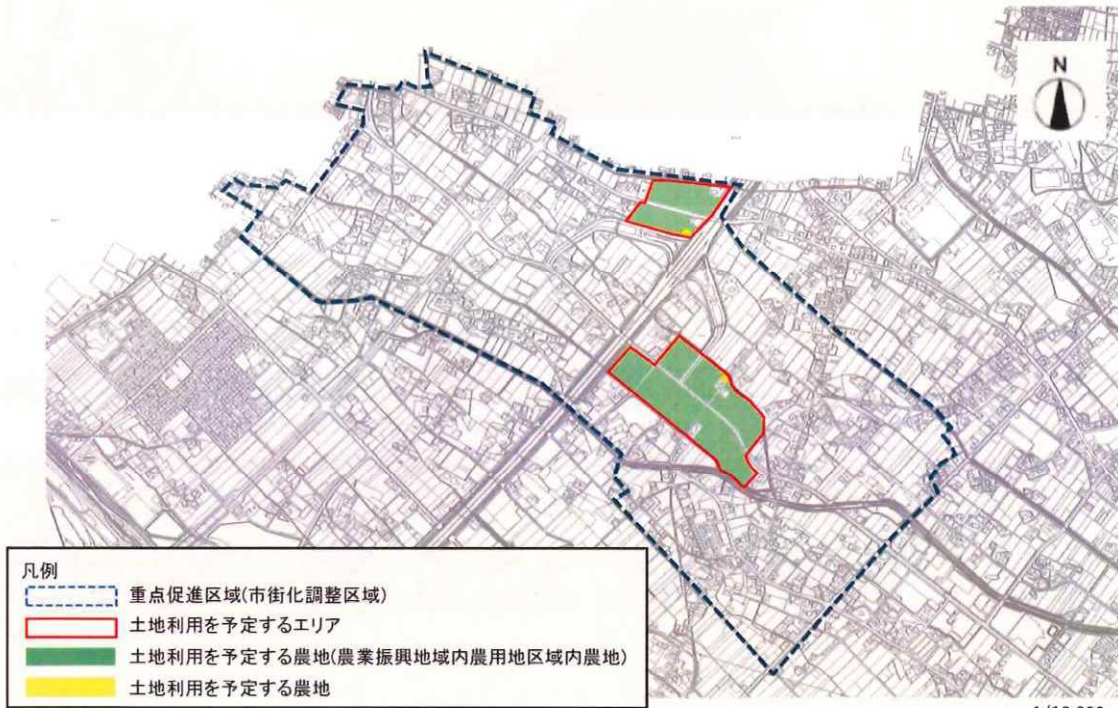 N
凡例
重点促進区域(市街化調整区域)
土地利用を予定するエリア
土地利用を予定する農地(農業振興地域内農用地区域内農地)
土地利用を予定する農地